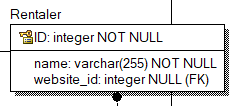 Rentaler
ID: integer NOT NULL
name: varchar(255) NOT NULL
website_id: integer NULL (FK)